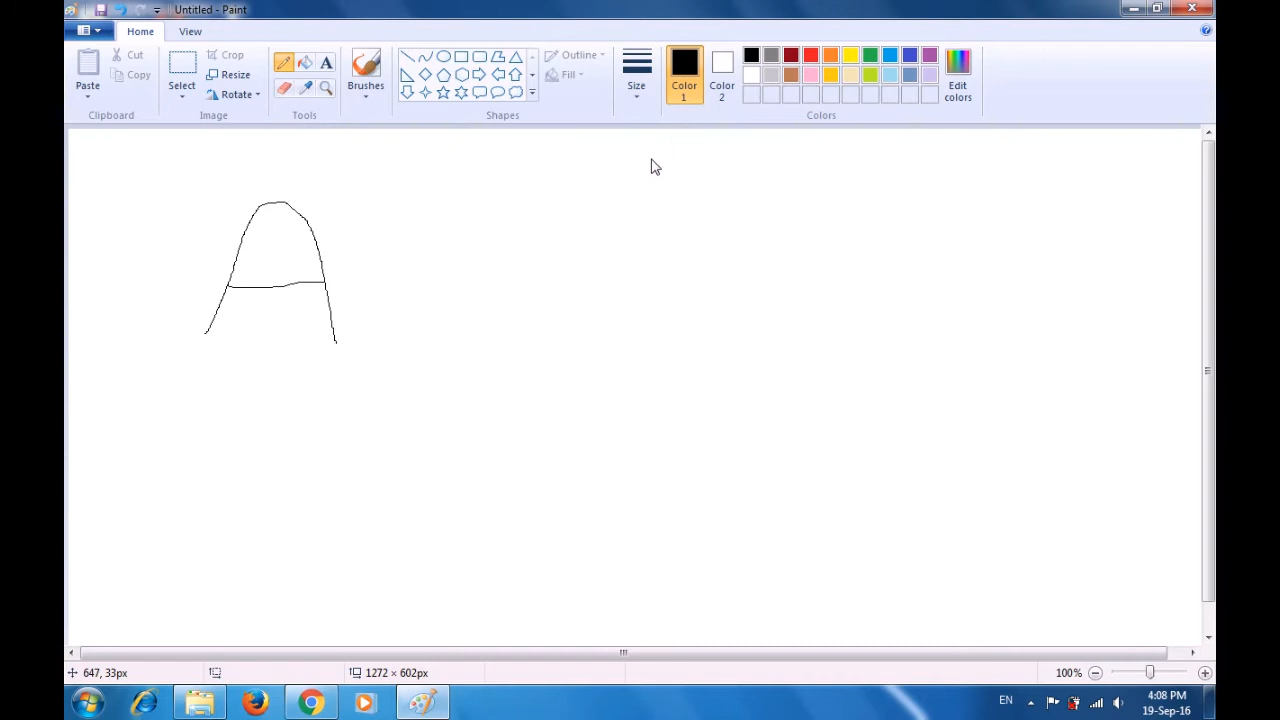 Untitled - Paint
Home View
Paste
Cut
Copy
Clipboard
Select
Crop
Resize
Rotate
Image
A
Tools
Brushes
Outline
Fill
Shapes
Size
Color 1
Color 2
Edit colors
Colors
A
647, 33px
1272 × 602px
100%
EN
4:08 PM
19-Sep-16